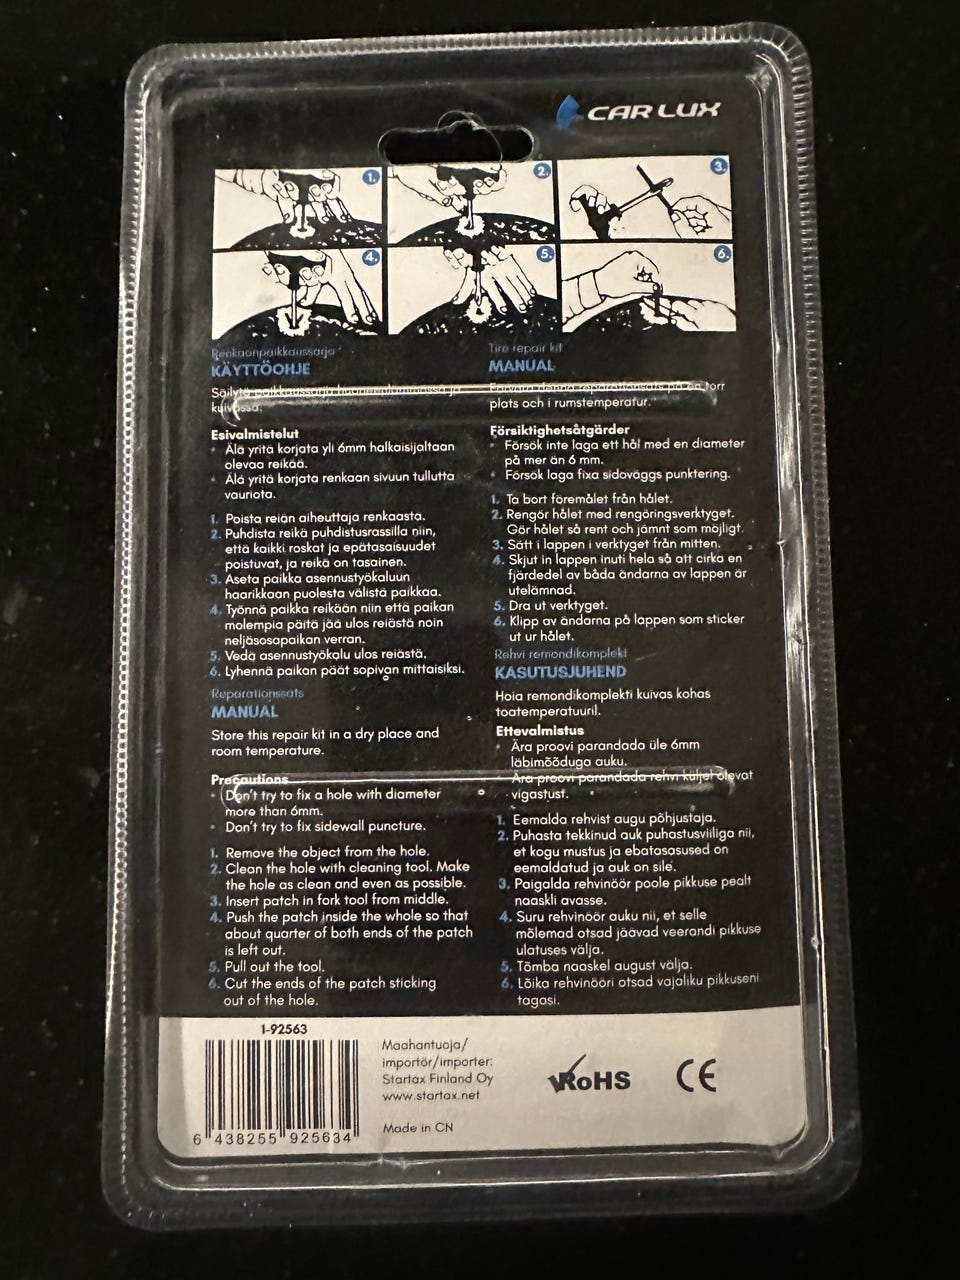 CAR LUX
1.
2.
3.
4.
5.
6.
Renkaanpaikkaussarja
KÄYTTÖOHJE
Säilytä paikkaussarja huoneenlämmössä ja
kuivassa.
Esivalmistelut
• Älä yritä korjata yli 6mm halkaisijaltaan
olevaa reikää.
• Älä yritä korjata renkaan sivuun tullutta
vauriota.
1. Poista reiän aiheuttaja renkaasta.
2. Puhdista reikä puhdistusrassilla niin,
että kaikki roskat ja epätasaisuudet
poistuvat, ja reikä on tasainen.
3. Aseta paikka asennustyökaluun
haarikkaan puolesta välistä paikkaa.
4. Työnnä paikka reikään niin että paikan
molempia päitä jää ulos reiästä noin
neljäsosapaikan verran.
5. Vedä asennustyökalu ulos reiästä.
6. Lyhennä paikan päät sopivan mittaisiksi.
Reparationssats
MANUAL
Store this repair kit in a dry place and
room temperature.
Precautions
• Don't try to fix a hole with diameter
more than 6mm.
• Don't try to fix sidewall puncture.
1. Remove the object from the hole.
2. Clean the hole with cleaning tool. Make
the hole as clean and even as possible.
3. Insert patch in fork tool from middle.
4. Push the patch inside the whole so that
about quarter of both ends of the patch
is left out.
5. Pull out the tool.
6. Cut the ends of the patch sticking
out of the hole.
Tire repair kit
MANUAL
Förvara denna reparationsats på en torr
plats och i rumstemperatur.
Försiktighetsåtgärder
• Försök inte laga ett hål med en diameter
på mer än 6 mm.
• Försök laga fixa sidoväggs punktering.
1. Ta bort föremålet från hålet.
2. Rengör hålet med rengöringsverktyget.
Gör hålet så rent och jämnt som möjligt.
3. Sätt i lappen i verktyget från mitten.
4. Skjut in lappen inuti hela så att cirka en
fjärdedel av båda ändarna av lappen är
utelämnad.
5. Dra ut verktyget.
6. Klipp av ändarna på lappen som sticker
ut ur hålet.
Rehvi remondikomplekt
KASUTUSJUHEND
Hoia remondikomplekti kuivas kohas
toatemperatuuril.
Ettevalmistus
• Ära proovi parandada üle 6mm
läbimõõduga auku.
Ära proovi parandada rehvi küljel olevat
vigastust.
1. Eemalda rehvist augu põhjustaja.
2. Puhasta tekkinud auk puhastusviiliga nii,
et kogu mustus ja ebatasasused on
eemaldatud ja auk on sile.
3. Paigalda rehvinöör poole pikkuse pealt
naaskli avasse.
4. Suru rehvinöör auku nii, et selle
mõlemad otsad jäävad veerandi pikkuse
ulatuses välja.
5. Tõmba naaskel august välja.
6. Lõika rehvinööri otsad vajaliku pikkuseni
tagasi.
1-92563
6 438255 925634
Maahantuoja/
importör/importer:
Startax Finland Oy
www.startax.net
Made in CN
RoHS
CE